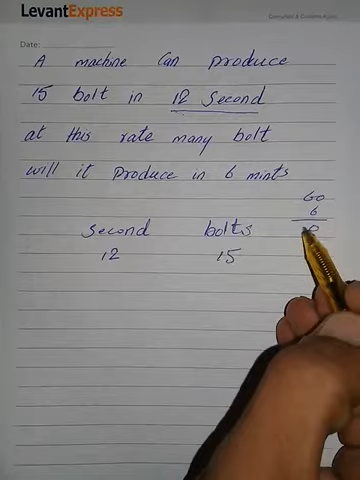 LevantExpress
Date:
A machine Can produce
15 bolt in 12 Second
at this rate many bolt
will it produce in 6 mints
60
6
0
second bolts
12 15